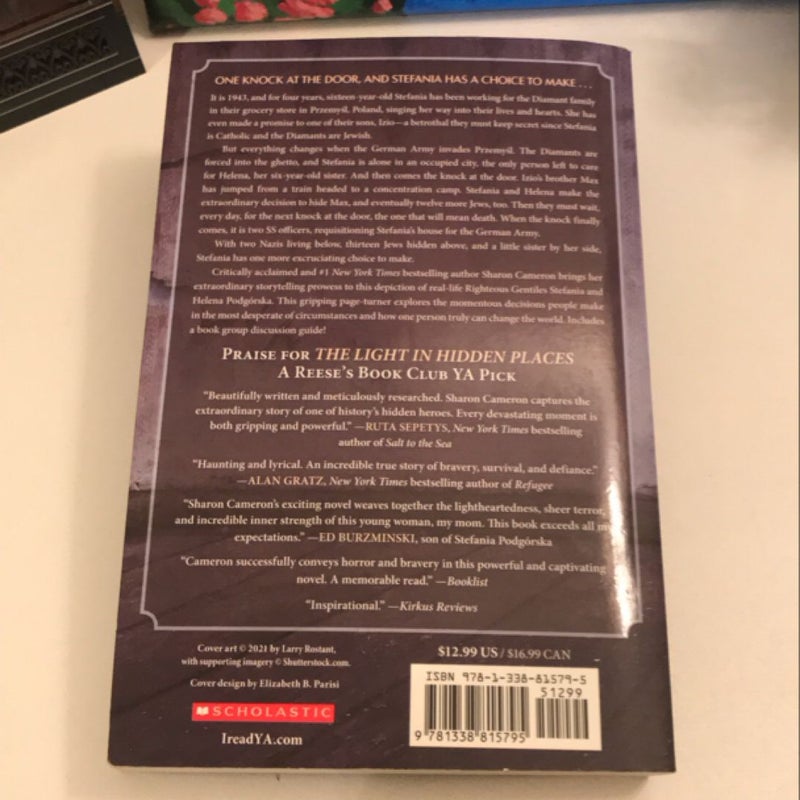 ONE KNOCK AT THE DOOR, AND STEFANIA HAS A CHOICE TO MAKE . . .
It is 1943, and for four years, sixteen-year-old Stefania has been working for the Diamant family
in their grocery store in Przemyśl, Poland, singing her way into their lives and hearts. She has
even made a promise to one of their sons, Izio—a betrothal they must keep secret since Stefania
is Catholic and the Diamants are Jewish.
But everything changes when the German Army invades Przemyśl. The Diamants are
forced into the ghetto, and Stefania is alone in an occupied city, the only person left to care
for Helena, her six-year-old sister. And then comes the knock at the door. Izio's brother Max
has jumped from a train headed to a concentration camp. Stefania and Helena make the
extraordinary decision to hide Max, and eventually twelve more Jews, too. Then they must wait,
every day, for the next knock at the door, the one that will mean death. When the knock finally
comes, it is two SS officers, requisitioning Stefania's house for the German Army.
With two Nazis living below, thirteen Jews hidden above, and a little sister by her side,
Stefania has one more excruciating choice to make.
Critically acclaimed and #1 New York Times bestselling author Sharon Cameron brings her
extraordinary storytelling prowess to this depiction of real-life Righteous Gentiles Stefania and
Helena Podgórska. This gripping page-turner explores the momentous decisions people make
in the most desperate of circumstances and how one person truly can change the world. Includes
a book group discussion guide!
PRAISE FOR THE LIGHT IN HIDDEN PLACES
A REESE'S BOOK CLUB YA PICK
"Beautifully written and meticulously researched. Sharon Cameron captures the
extraordinary story of one of history's hidden heroes. Every devastating moment is
both gripping and powerful." —RUTA SEPETYS, New York Times bestselling
author of Salt to the Sea
"Haunting and lyrical. An incredible true story of bravery, survival, and defiance."
—ALAN GRATZ, New York Times bestselling author of Refugee
"Sharon Cameron's exciting novel weaves together the lightheartedness, sheer terror,
and incredible inner strength of this young woman, my mom. This book exceeds all my
expectations." —ED BURZMINSKI, son of Stefania Podgórska
"Cameron successfully conveys horror and bravery in this powerful and captivating
novel. A memorable read." —Booklist
"Inspirational." —Kirkus Reviews
Cover art © 2021 by Larry Rostant,
with supporting imagery © Shutterstock.com.
Cover design by Elizabeth B. Parisi
SCHOLASTIC
IreadYA.com
$12.99 US / $16.99 CAN
ISBN 978-1-338-81579-5
51299
9 781338 815795